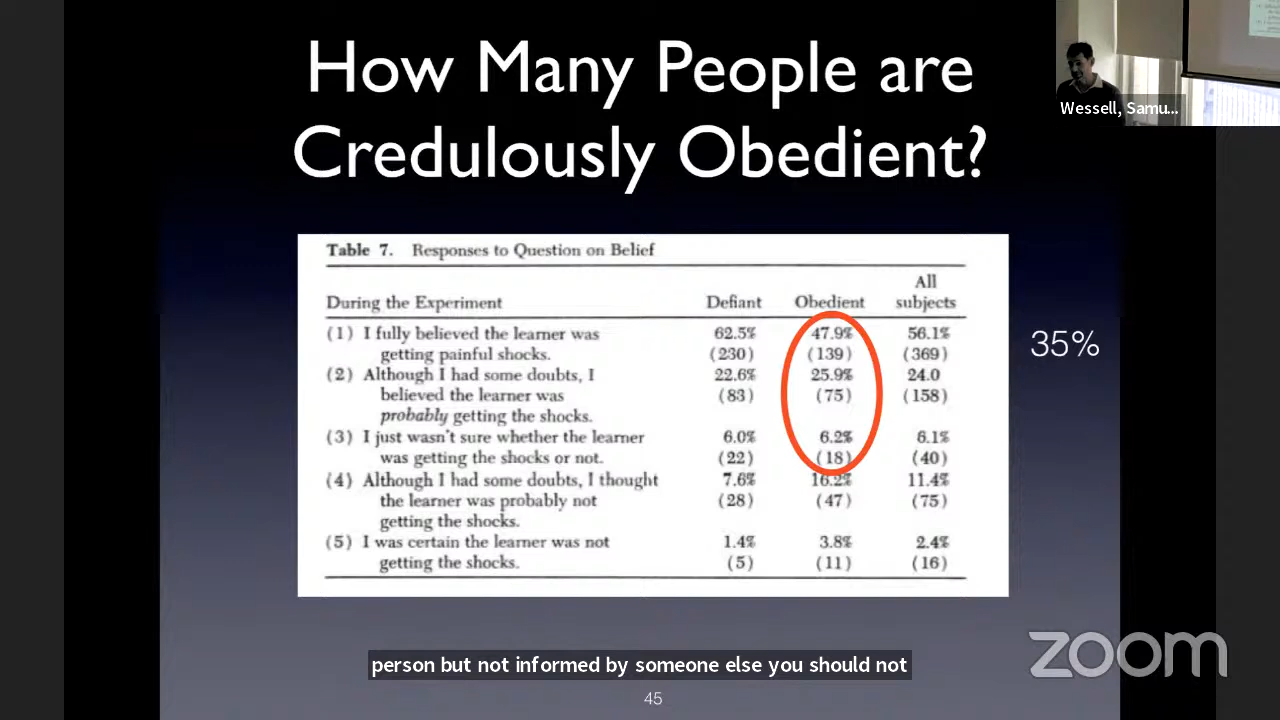 How Many People are
Credulously Obedient?
Wessell, Samu...
Table 7. Responses to Question on Belief
All
During the Experiment Defiant Obedient subjects
(1) I fully believed the learner was 62.5% 47.9% 56.1%
getting painful shocks. (230) (139) (369)
35%
(2) Although I had some doubts, I 22.6% 25.9% 24.0
believed the learner was (83) (75) (158)
probably getting the shocks.
(3) I just wasn't sure whether the learner 6.0% 6.2% 6.1%
was getting the shocks or not. (22) (18) (40)
(4) Although I had some doubts, I thought 7.6% 16.2% 11.4%
the learner was probably not (28) (47) (75)
getting the shocks.
(5) I was certain the learner was not 1.4% 3.8% 2.4%
getting the shocks. (5) (11) (16)
person but not informed by someone else you should not
zoom
45